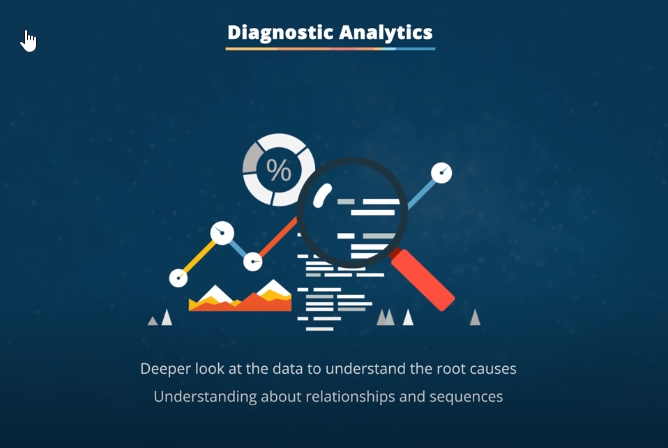 Diagnostic Analytics
%
Deeper look at the data to understand the root causes
Understanding about relationships and sequences